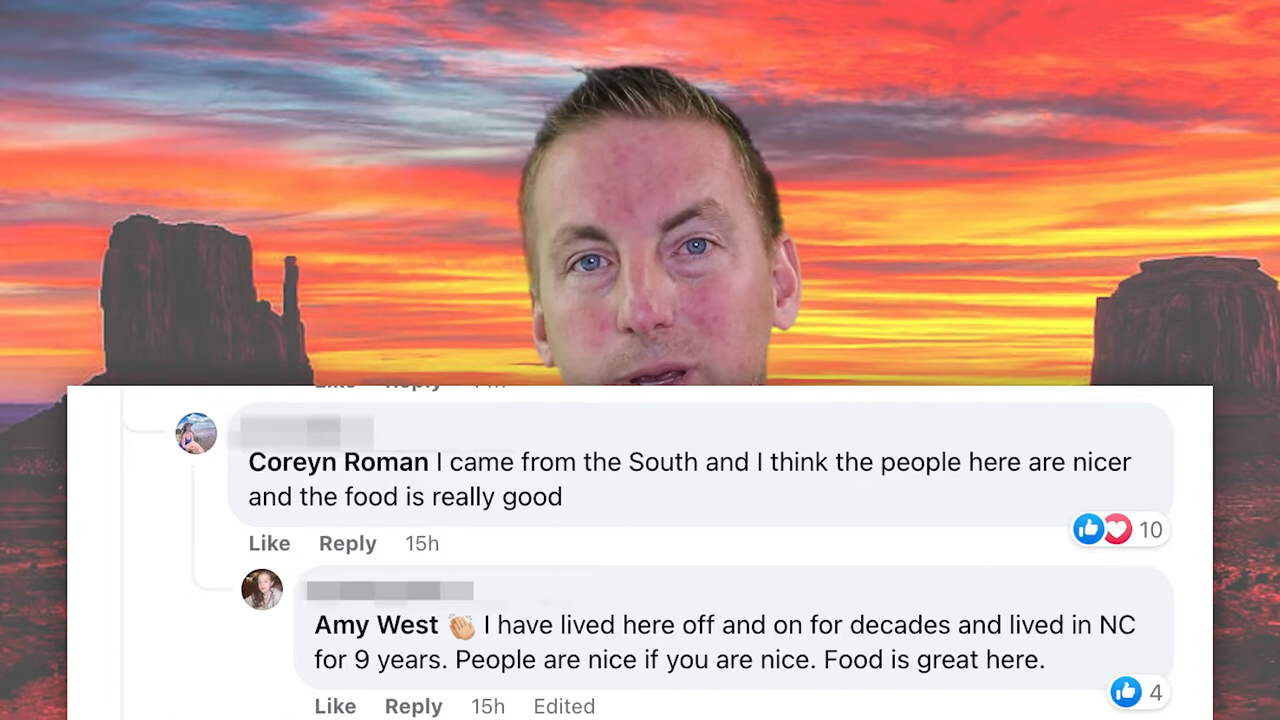 Coreyn Roman I came from the South and I think the people here are nicer
and the food is really good
Like Reply 15h
10
Amy West 👏🏼 I have lived here off and on for decades and lived in NC
for 9 years. People are nice if you are nice. Food is great here.
Like Reply 15h Edited
4